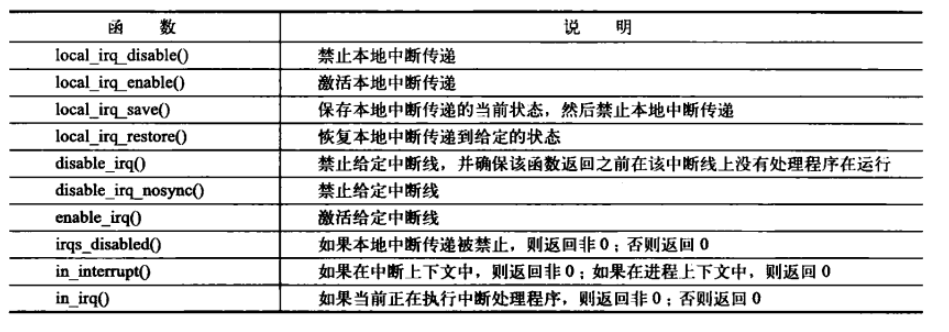 函 数 说 明
local_irq_disable() 禁止本地中断传递
local_irq_enable() 激活本地中断传递
local_irq_save() 保存本地中断传递的当前状态，然后禁止本地中断传递
local_irq_restore() 恢复本地中断传递到给定的状态
disable_irq() 禁止给定中断线，并确保该函数返回之前在该中断线上没有处理程序在运行
disable_irq_nosync() 禁止给定中断线
enable_irq() 激活给定中断线
irqs_disabled() 如果本地中断传递被禁止，则返回非 0；否则返回 0
in_interrupt() 如果在中断上下文中，则返回非 0；如果在进程上下文中，则返回 0
in_irq() 如果当前正在执行中断处理程序，则返回非 0；否则返回 0